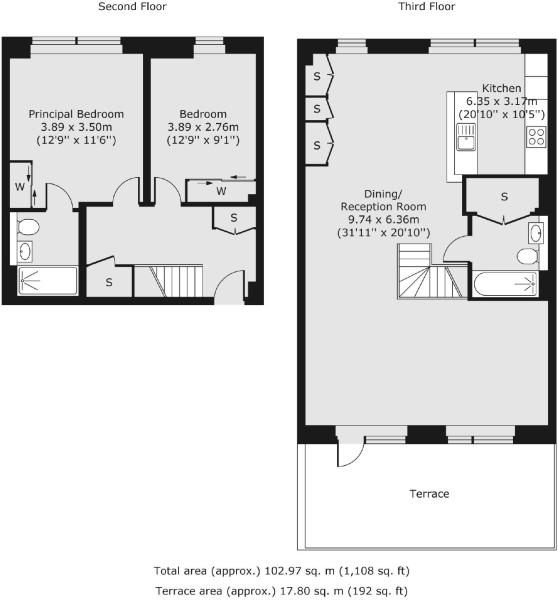 Second Floor
Third Floor
Principal Bedroom
3.89 x 3.50m
(12'9'' x 11'6'')
Bedroom
3.89 x 2.76m
(12'9'' x 9'1'')
W
W
S
S
S
S
S
Kitchen
6.35 x 3.17m
(20'10'' x 10'5'')
S
Dining/
Reception Room
9.74 x 6.36m
(31'11'' x 20'10'')
Terrace
Total area (approx.) 102.97 sq. m (1,108 sq. ft)
Terrace area (approx.) 17.80 sq. m (192 sq. ft)